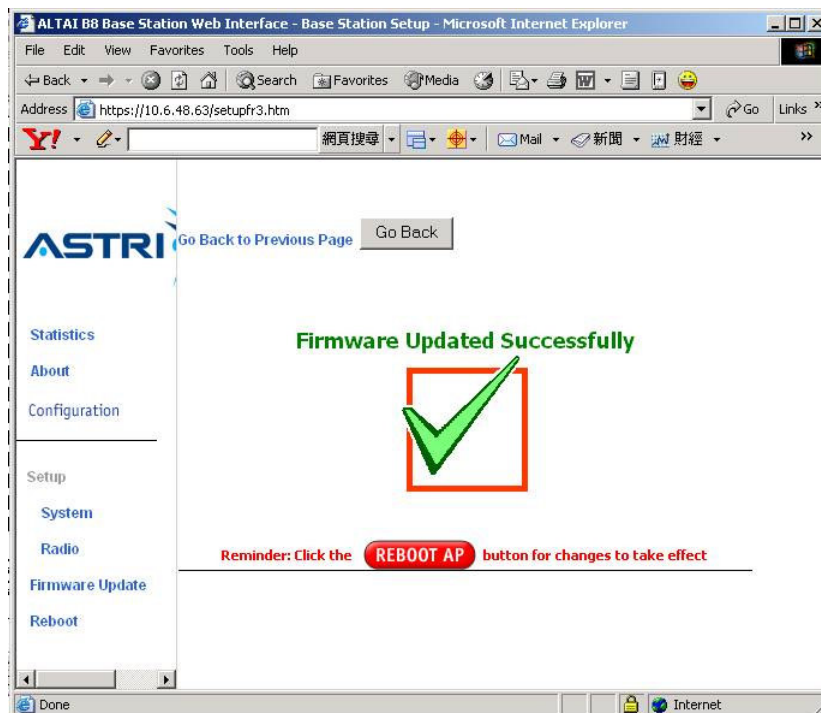 ALTAI B8 Base Station Web Interface - Base Station Setup - Microsoft Internet Explorer
File Edit View Favorites Tools Help
Back Search Favorites Media
Address https://10.6.48.63/setupfr3.htm Go Links »
Y! 網頁搜尋 Mail 新聞 財經 »
ASTRI
Go Back to Previous Page Go Back
Statistics
About
Configuration
Setup
System
Radio
Firmware Update
Reboot
Firmware Updated Successfully
Reminder: Click the REBOOT AP button for changes to take effect
Done Internet